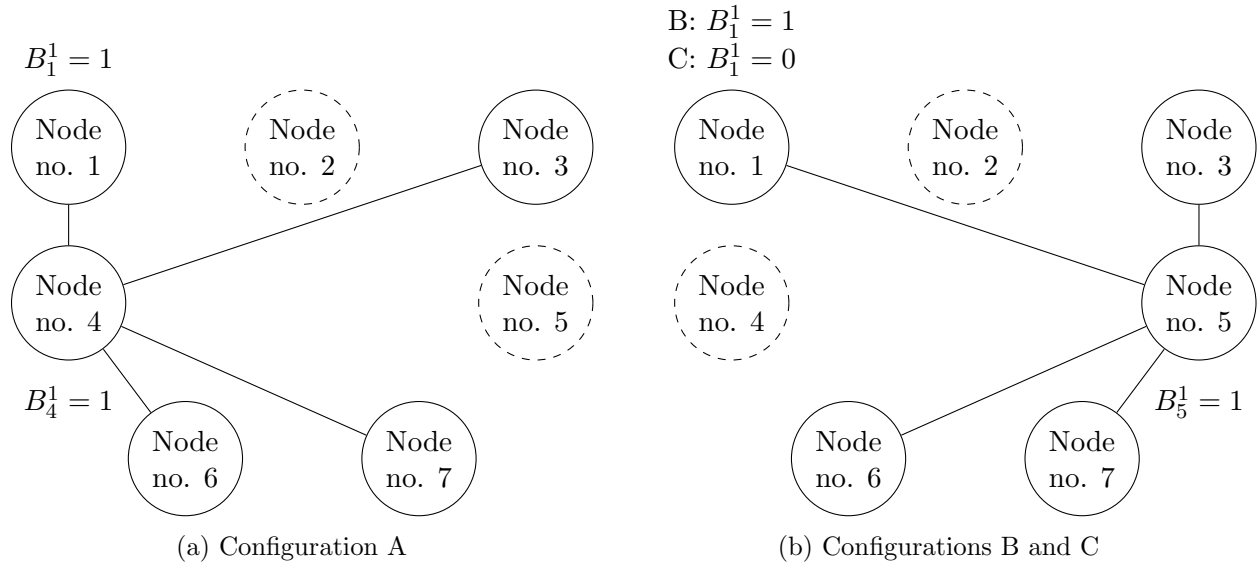 $B_1^1 = 1$
Node
no. 1
Node
no. 2
Node
no. 3
Node
no. 4
Node
no. 5
$B_4^1 = 1$
Node
no. 6
Node
no. 7
(a) Configuration A
B: $B_1^1 = 1$
C: $B_1^1 = 0$
Node
no. 1
Node
no. 2
Node
no. 3
Node
no. 4
Node
no. 5
$B_5^1 = 1$
Node
no. 6
Node
no. 7
(b) Configurations B and C